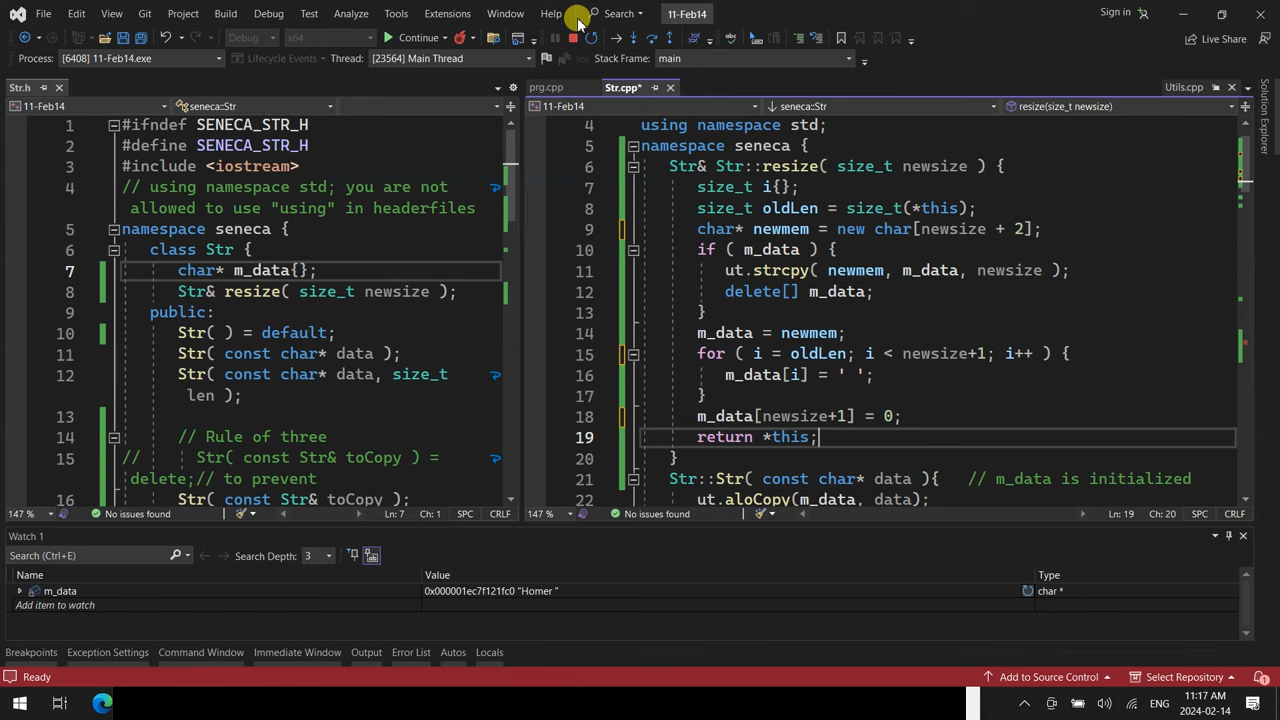 File Edit View Git Project Build Debug Test Analyze Tools Extensions Window Help Search 11-Feb14 Sign in
Debug x64 Continue Live Share
Process: [6408] 11-Feb14.exe Lifecycle Events Thread: [23564] Main Thread Stack Frame: main
Str.h
11-Feb14 seneca::Str
1 #ifndef SENECA_STR_H
2 #define SENECA_STR_H
3 #include <iostream>
4 // using namespace std; you are not
allowed to use "using" in headerfiles
5 namespace seneca {
6 class Str {
7 char* m_data{};
8 Str& resize( size_t newsize );
9 public:
10 Str( ) = default;
11 Str( const char* data );
12 Str( const char* data, size_t
len );
13
14 // Rule of three
15 // Str( const Str& toCopy ) =
delete;// to prevent
16 Str( const Str& toCopy );
147 % No issues found Ln: 7 Ch: 1 SPC CRLF
prg.cpp Str.cpp* Utils.cpp
11-Feb14 seneca::Str resize(size_t newsize)
4 using namespace std;
5 namespace seneca {
6 Str& Str::resize( size_t newsize ) {
7 size_t i{};
8 size_t oldLen = size_t(*this);
9 char* newmem = new char[newsize + 2];
10 if ( m_data ) {
11 ut.strcpy( newmem, m_data, newsize );
12 delete[] m_data;
13 }
14 m_data = newmem;
15 for ( i = oldLen; i < newsize+1; i++ ) {
16 m_data[i] = ' ';
17 }
18 m_data[newsize+1] = 0;
19 return *this;
20 }
21 Str::Str( const char* data ){ // m_data is initialized
22 ut.aloCopy(m_data, data);
147 % No issues found Ln: 19 Ch: 20 SPC CRLF
Solution Explorer
Watch 1
Search (Ctrl+E) Search Depth: 3
Name Value Type
m_data 0x000001ec7f121fc0 "Homer " char *
Add item to watch
Breakpoints Exception Settings Command Window Immediate Window Output Error List Autos Locals
Ready Add to Source Control Select Repository 1
ENG 11:17 AM
2024-02-14